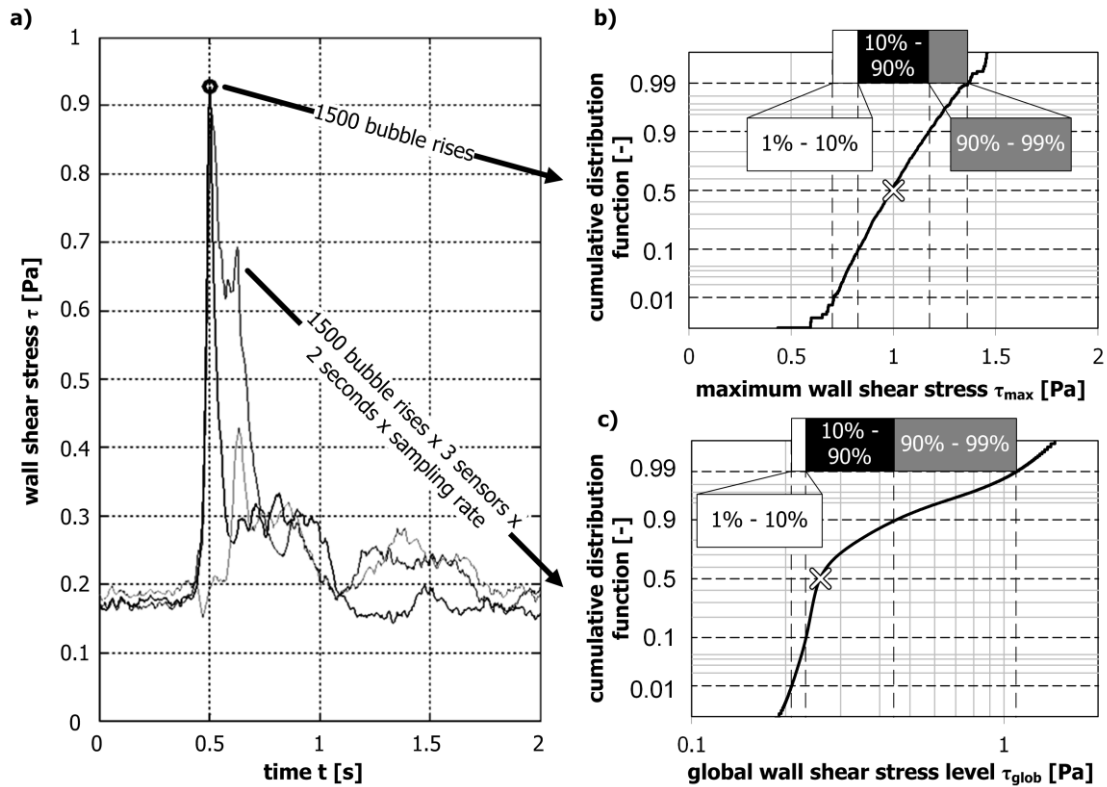 a)
1
0.9
0.8
0.7
0.6
0.5
0.4
0.3
0.2
0.1
0
wall shear stress τ [Pa]
1500 bubble rises
1500 bubble rises x 3 sensors x
2 seconds x sampling rate
0 0.5 1 1.5 2
time t [s]
b)
10% -
90%
1% - 10%
90% - 99%
0.99
0.9
0.5
0.1
0.01
cumulative distribution
function [-]
0 0.5 1 1.5 2
maximum wall shear stress τmax [Pa]
c)
10% -
90%
90% - 99%
1% - 10%
0.99
0.9
0.5
0.1
0.01
cumulative distribution
function [-]
0.1 1
global wall shear stress level τglob [Pa]